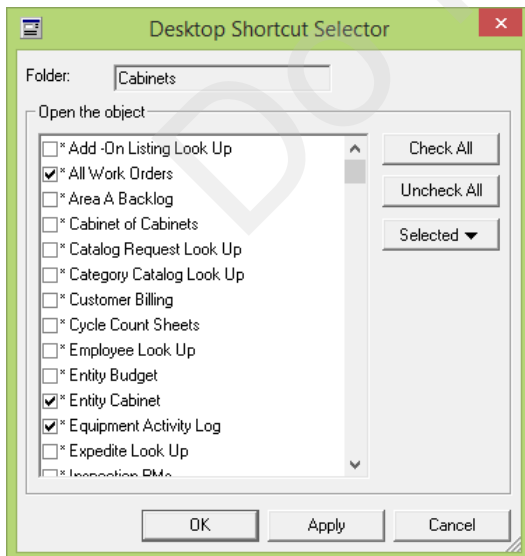 Desktop Shortcut Selector
Folder: Cabinets
Open the object
* Add -On Listing Look Up
* All Work Orders
* Area A Backlog
* Cabinet of Cabinets
* Catalog Request Look Up
* Category Catalog Look Up
* Customer Billing
* Cycle Count Sheets
* Employee Look Up
* Entity Budget
* Entity Cabinet
* Equipment Activity Log
* Expedite Look Up
* Inspection PMs
Check All
Uncheck All
Selected
OK Apply Cancel